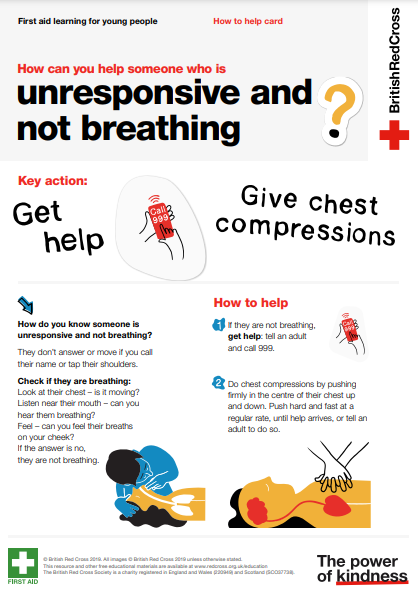 First aid learning for young people
How to help card
BritishRedCross
How can you help someone who is
unresponsive and
not breathing
?
Key action:
Get
help
Call
999
Give chest
compressions
How do you know someone is
unresponsive and not breathing?
They don't answer or move if you call
their name or tap their shoulders.
Check if they are breathing:
Look at their chest – is it moving?
Listen near their mouth – can you
hear them breathing?
Feel – can you feel their breaths
on your cheek?
If the answer is no,
they are not breathing.
How to help
1
If they are not breathing,
get help: tell an adult
and call 999.
Call
999
2
Do chest compressions by pushing
firmly in the centre of their chest up
and down. Push hard and fast at a
regular rate, until help arrives, or tell an
adult to do so.
FIRST AID
© British Red Cross 2019. All images © British Red Cross 2019 unless otherwise stated.
This resource and other free educational materials are available at www.redcross.org.uk/education
The British Red Cross Society is a charity registered in England and Wales (220949) and Scotland (SC037738).
The power
of kindness